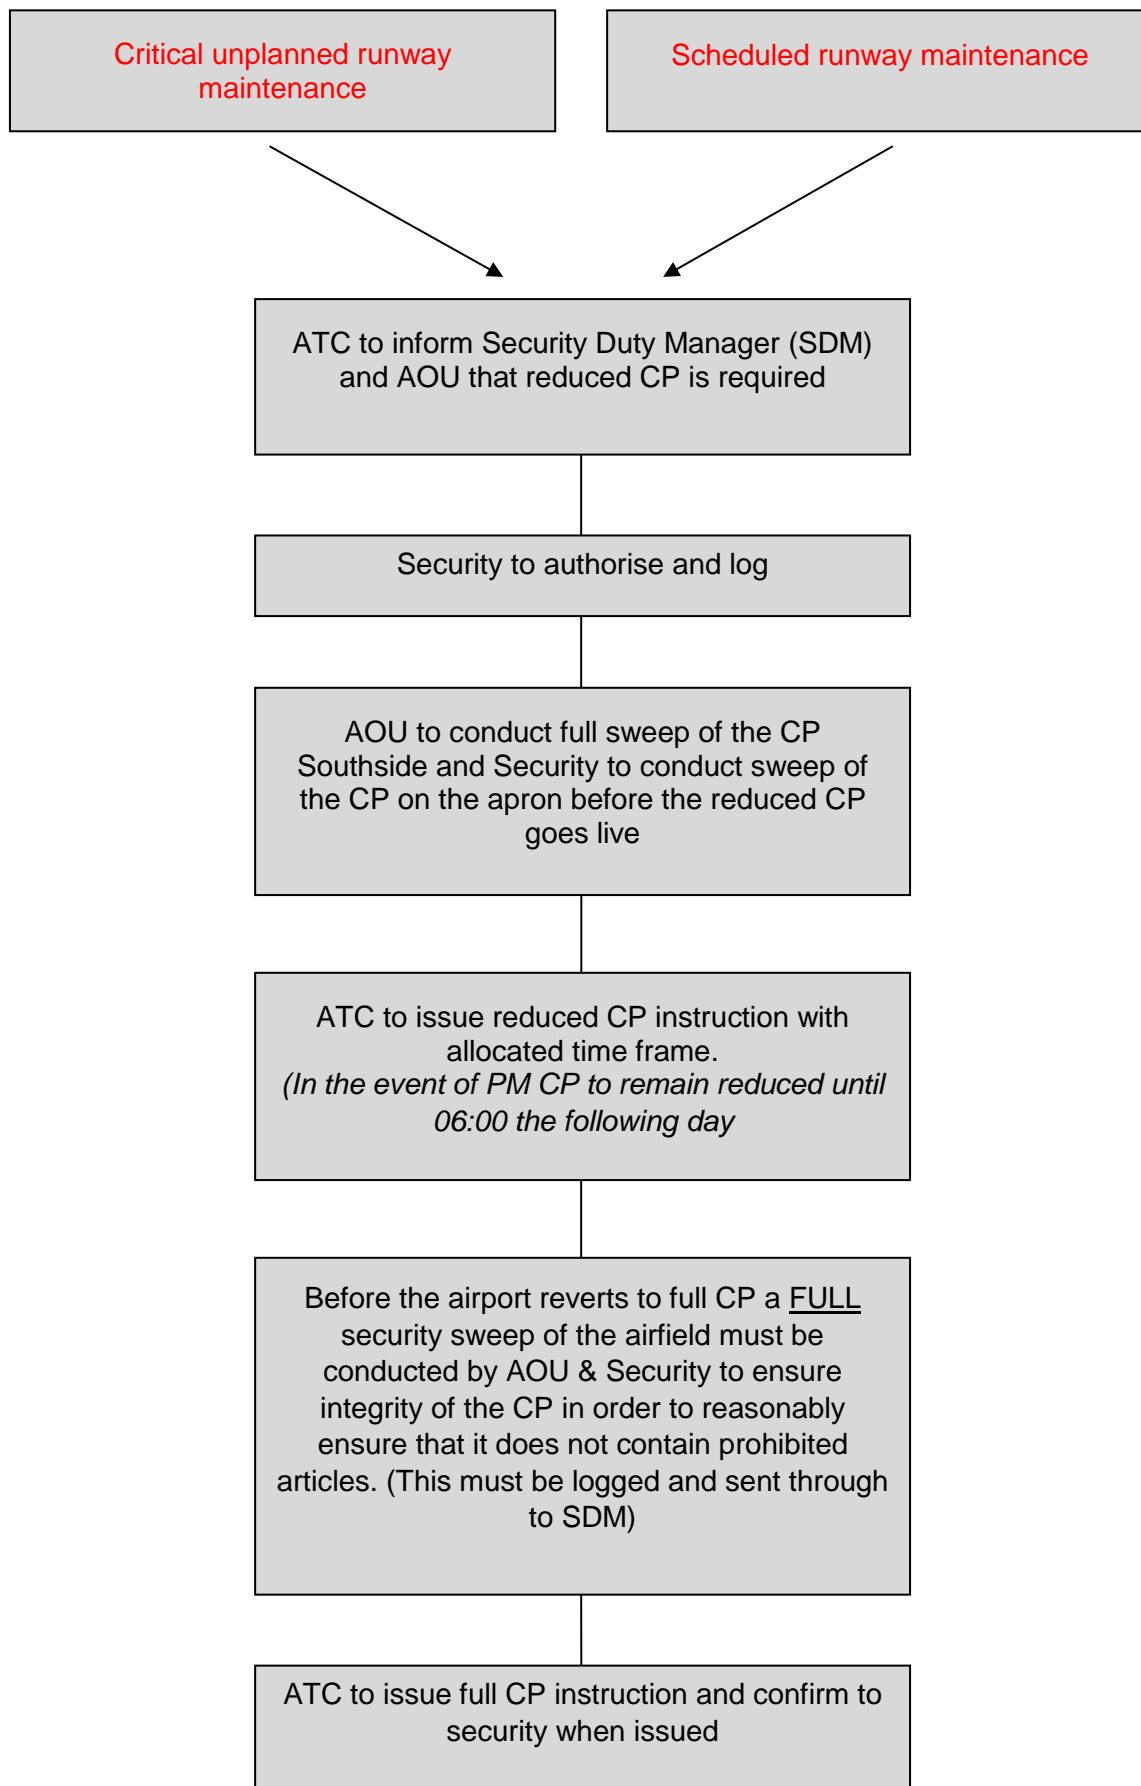 Critical unplanned runway
maintenance
Scheduled runway maintenance
ATC to inform Security Duty Manager (SDM)
and AOU that reduced CP is required
Security to authorise and log
AOU to conduct full sweep of the CP
Southside and Security to conduct sweep of
the CP on the apron before the reduced CP
goes live
ATC to issue reduced CP instruction with
allocated time frame.
(In the event of PM CP to remain reduced until
06:00 the following day
Before the airport reverts to full CP a FULL
security sweep of the airfield must be
conducted by AOU & Security to ensure
integrity of the CP in order to reasonably
ensure that it does not contain prohibited
articles. (This must be logged and sent through
to SDM)
ATC to issue full CP instruction and confirm to
security when issued